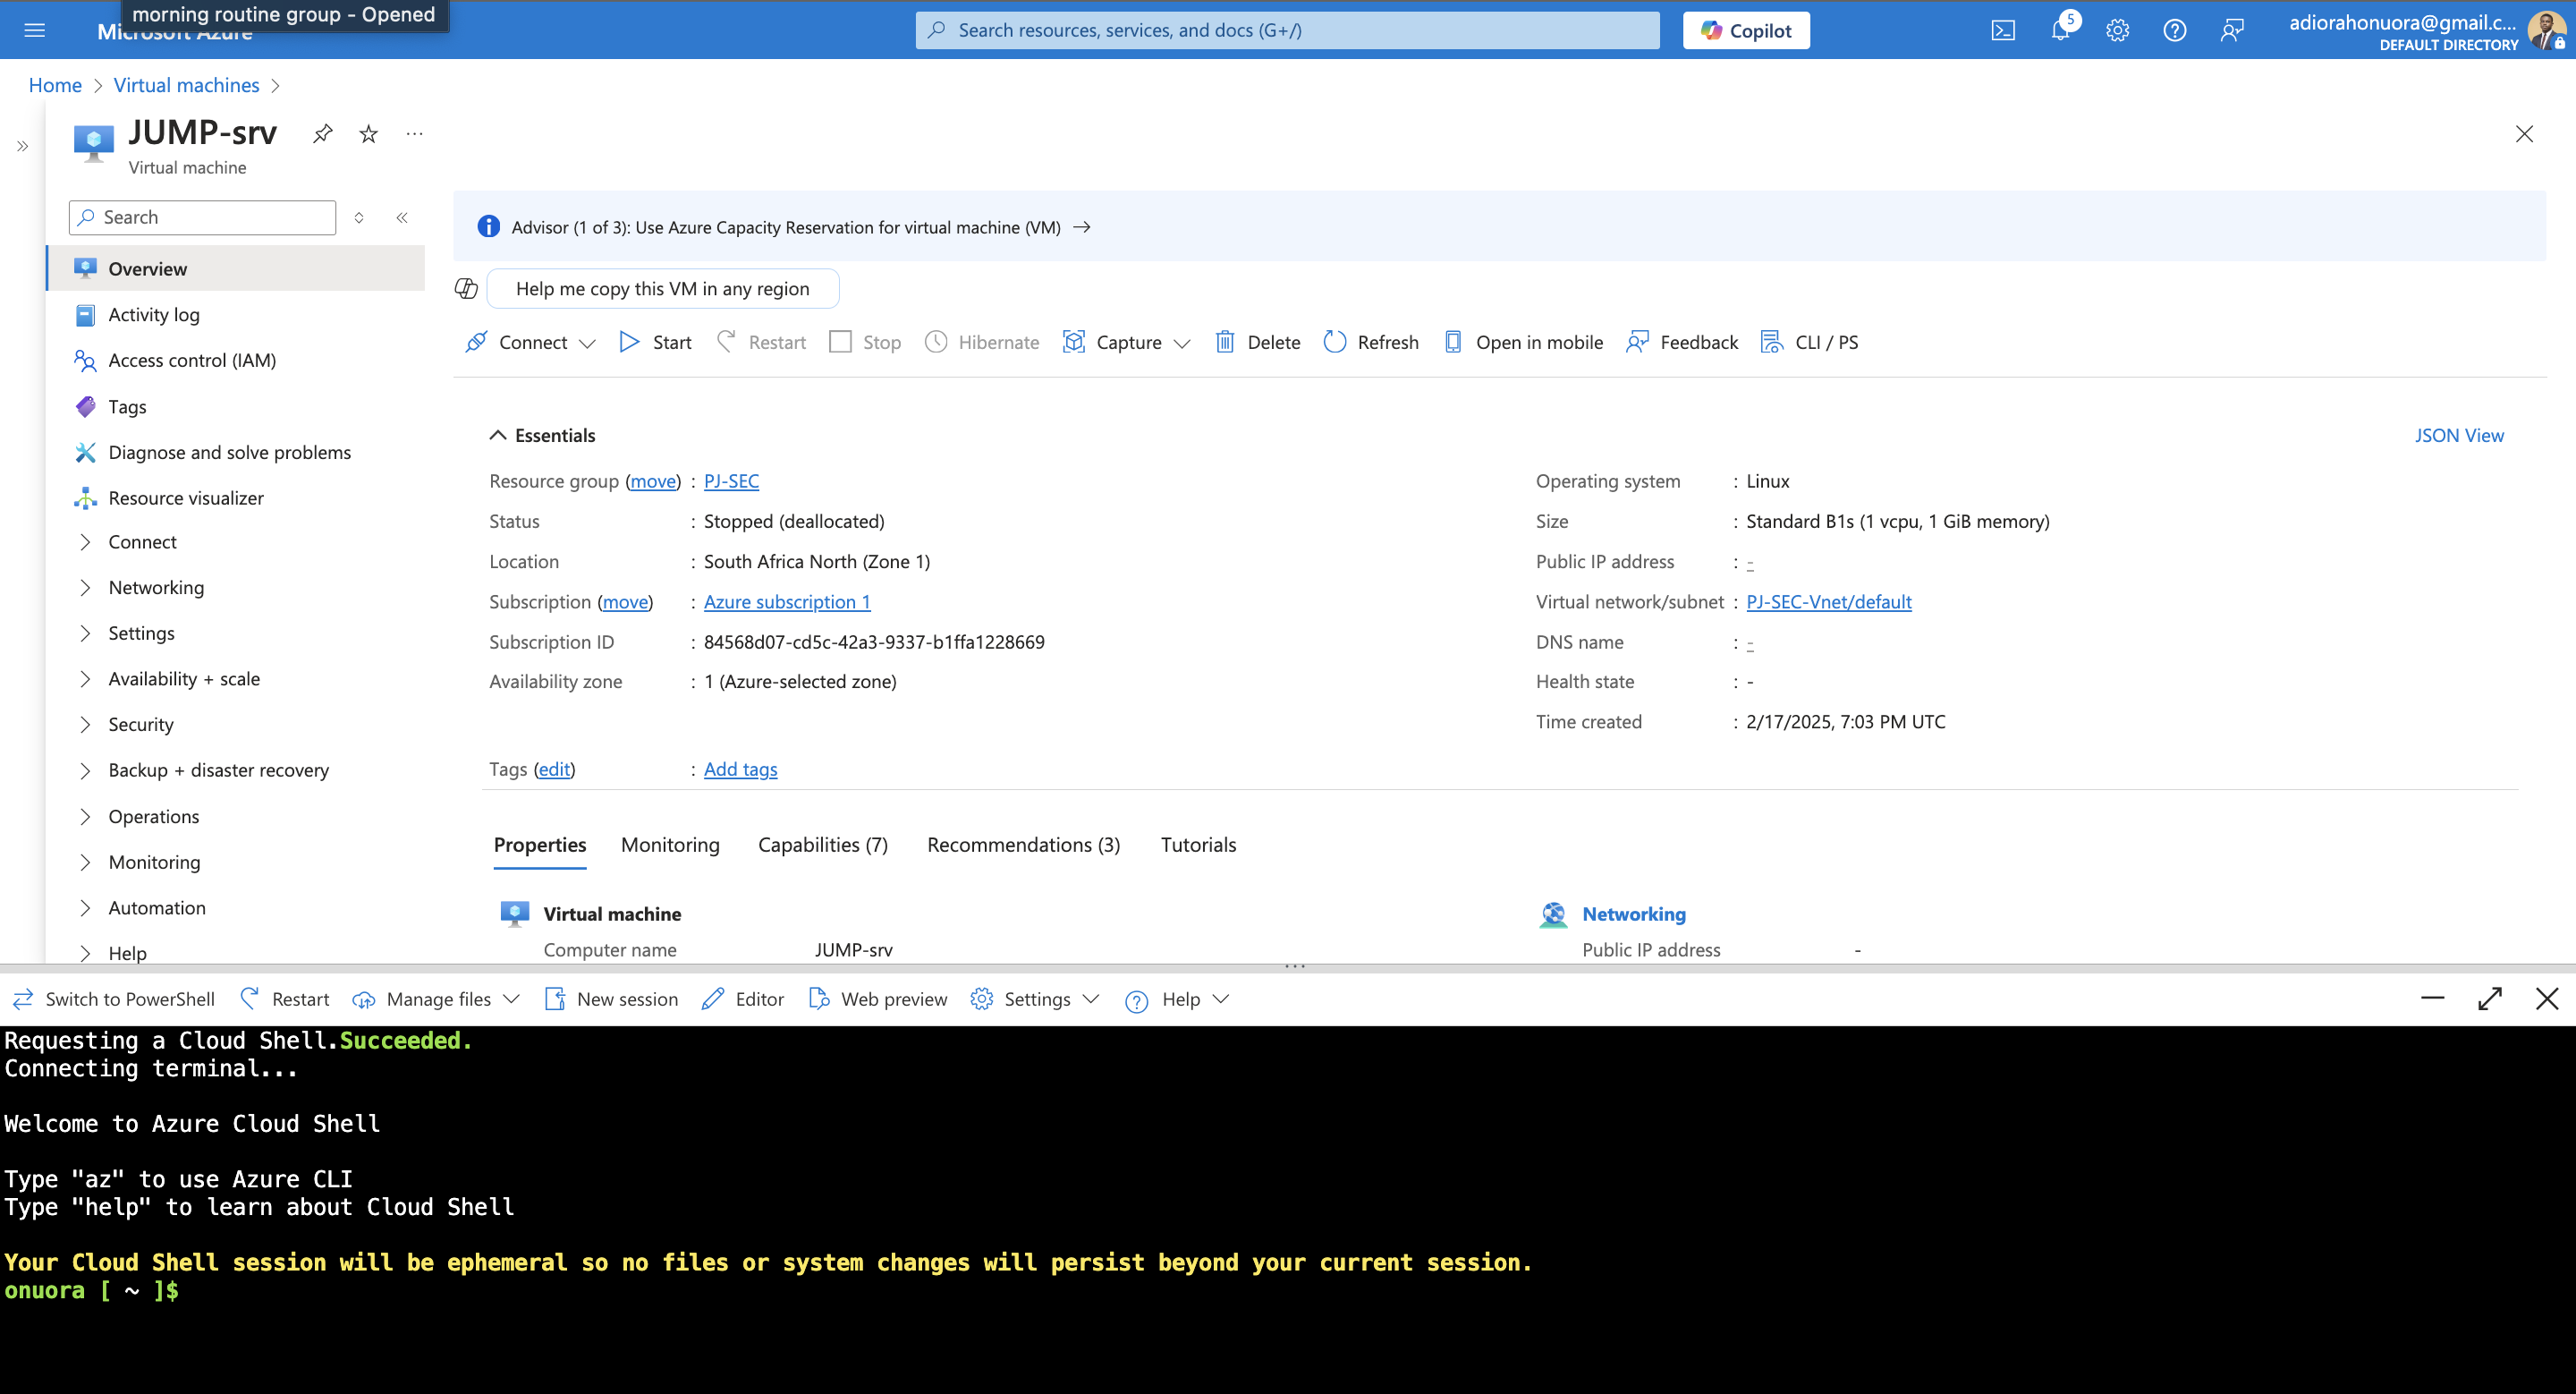 morning routine group - Opened
Microsoft Azure
Search resources, services, and docs (G+/)
Copilot
5
adiorahonuora@gmail.c...
DEFAULT DIRECTORY
Home > Virtual machines >
JUMP-srv
Virtual machine
Search
Overview
Activity log
Access control (IAM)
Tags
Diagnose and solve problems
Resource visualizer
Connect
Networking
Settings
Availability + scale
Security
Backup + disaster recovery
Operations
Monitoring
Automation
Help
Advisor (1 of 3): Use Azure Capacity Reservation for virtual machine (VM) →
Help me copy this VM in any region
Connect Start Restart Stop Hibernate Capture Delete Refresh Open in mobile Feedback CLI / PS
Essentials
JSON View
Resource group (move) : PJ-SEC
Status : Stopped (deallocated)
Location : South Africa North (Zone 1)
Subscription (move) : Azure subscription 1
Subscription ID : 84568d07-cd5c-42a3-9337-b1ffa1228669
Availability zone : 1 (Azure-selected zone)
Operating system : Linux
Size : Standard B1s (1 vcpu, 1 GiB memory)
Public IP address : -
Virtual network/subnet : PJ-SEC-Vnet/default
DNS name : -
Health state : -
Time created : 2/17/2025, 7:03 PM UTC
Tags (edit) : Add tags
Properties Monitoring Capabilities (7) Recommendations (3) Tutorials
Virtual machine
Computer name JUMP-srv
Networking
Public IP address -
Switch to PowerShell Restart Manage files New session Editor Web preview Settings Help
Requesting a Cloud Shell.Succeeded.
Connecting terminal...
Welcome to Azure Cloud Shell
Type "az" to use Azure CLI
Type "help" to learn about Cloud Shell
Your Cloud Shell session will be ephemeral so no files or system changes will persist beyond your current session.
onuora [ ~ ]$